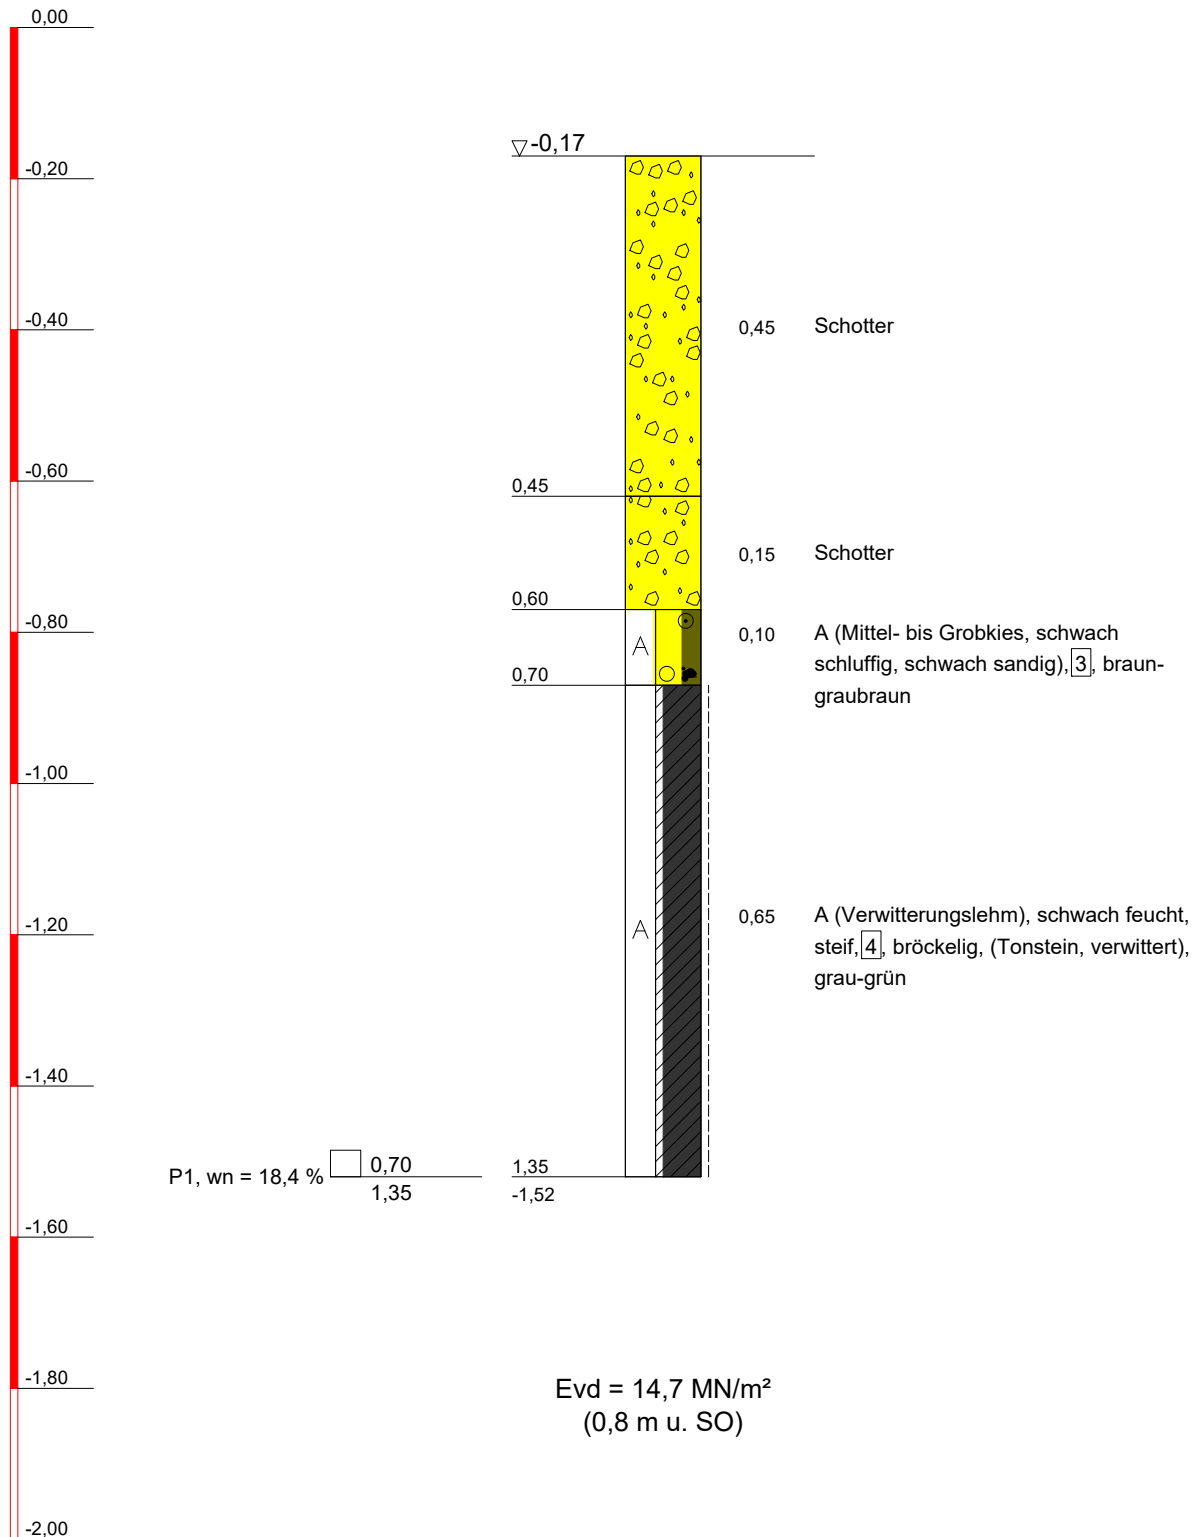 0,00
-0,17
-0,20
-0,40
0,45 Schotter
-0,60
0,45
0,15 Schotter
0,60
-0,80
0,10 A (Mittel- bis Grobkies, schwach
schluffig, schwach sandig), 3, braun-
graubraun
A
0,70
-1,00
-1,20
0,65 A (Verwitterungslehm), schwach feucht,
steif, 4, bröckelig, (Tonstein, verwittert),
grau-grün
A
-1,40
P1, wn = 18,4 % 0,70
1,35
1,35
-1,52
-1,60
-1,80
Evd = 14,7 MN/m²
(0,8 m u. SO)
-2,00